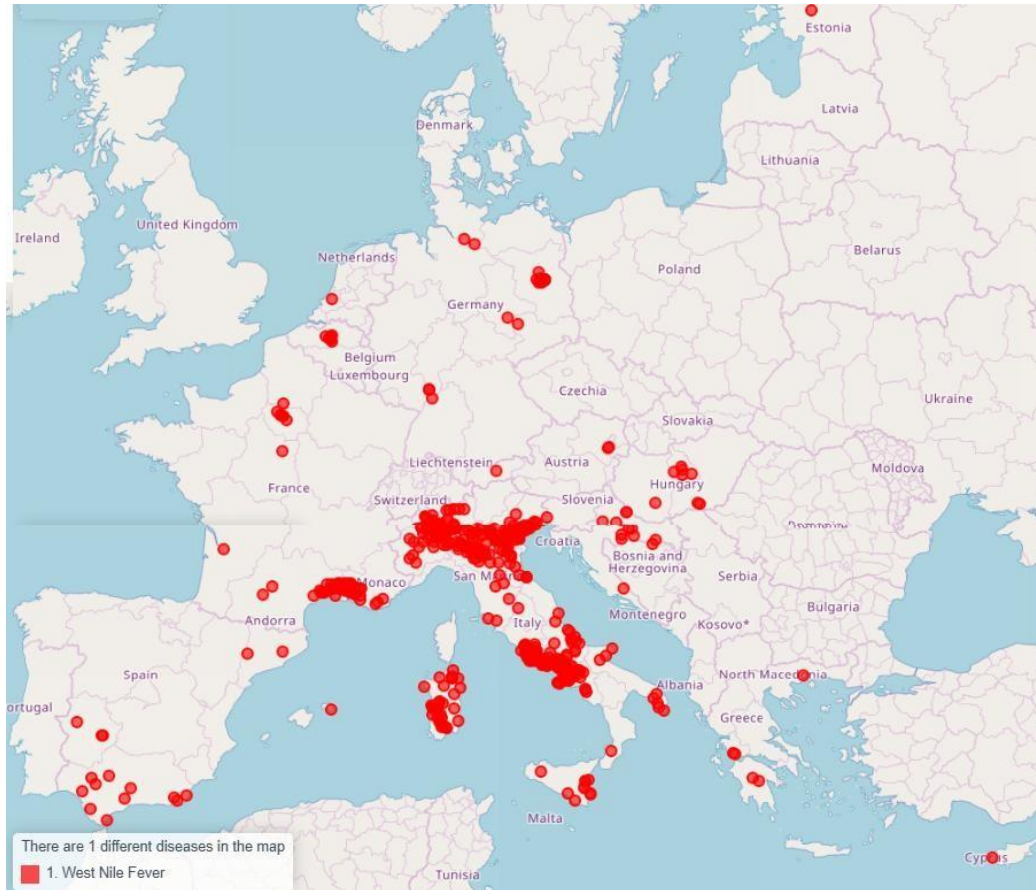 Estonia
Latvia
Denmark
Lithuania
United Kingdom
Ireland
Belarus
Netherlands
Poland
Germany
Belgium
Luxembourg
Czechia
Ukraine
Slovakia
Liechtenstein
Austria
Moldova
Hungary
France
Switzerland
Slovenia
Croatia
Bosnia and
Herzegovina
San M
Monaco
Serbia
Italy
Montenegro
Bulgaria
Andorra
Kosovo*
Spain
North Mace
Albania
ortugal
Greece
Malta
Cyprus
Tunisia
There are 1 different diseases in the map
1. West Nile Fever